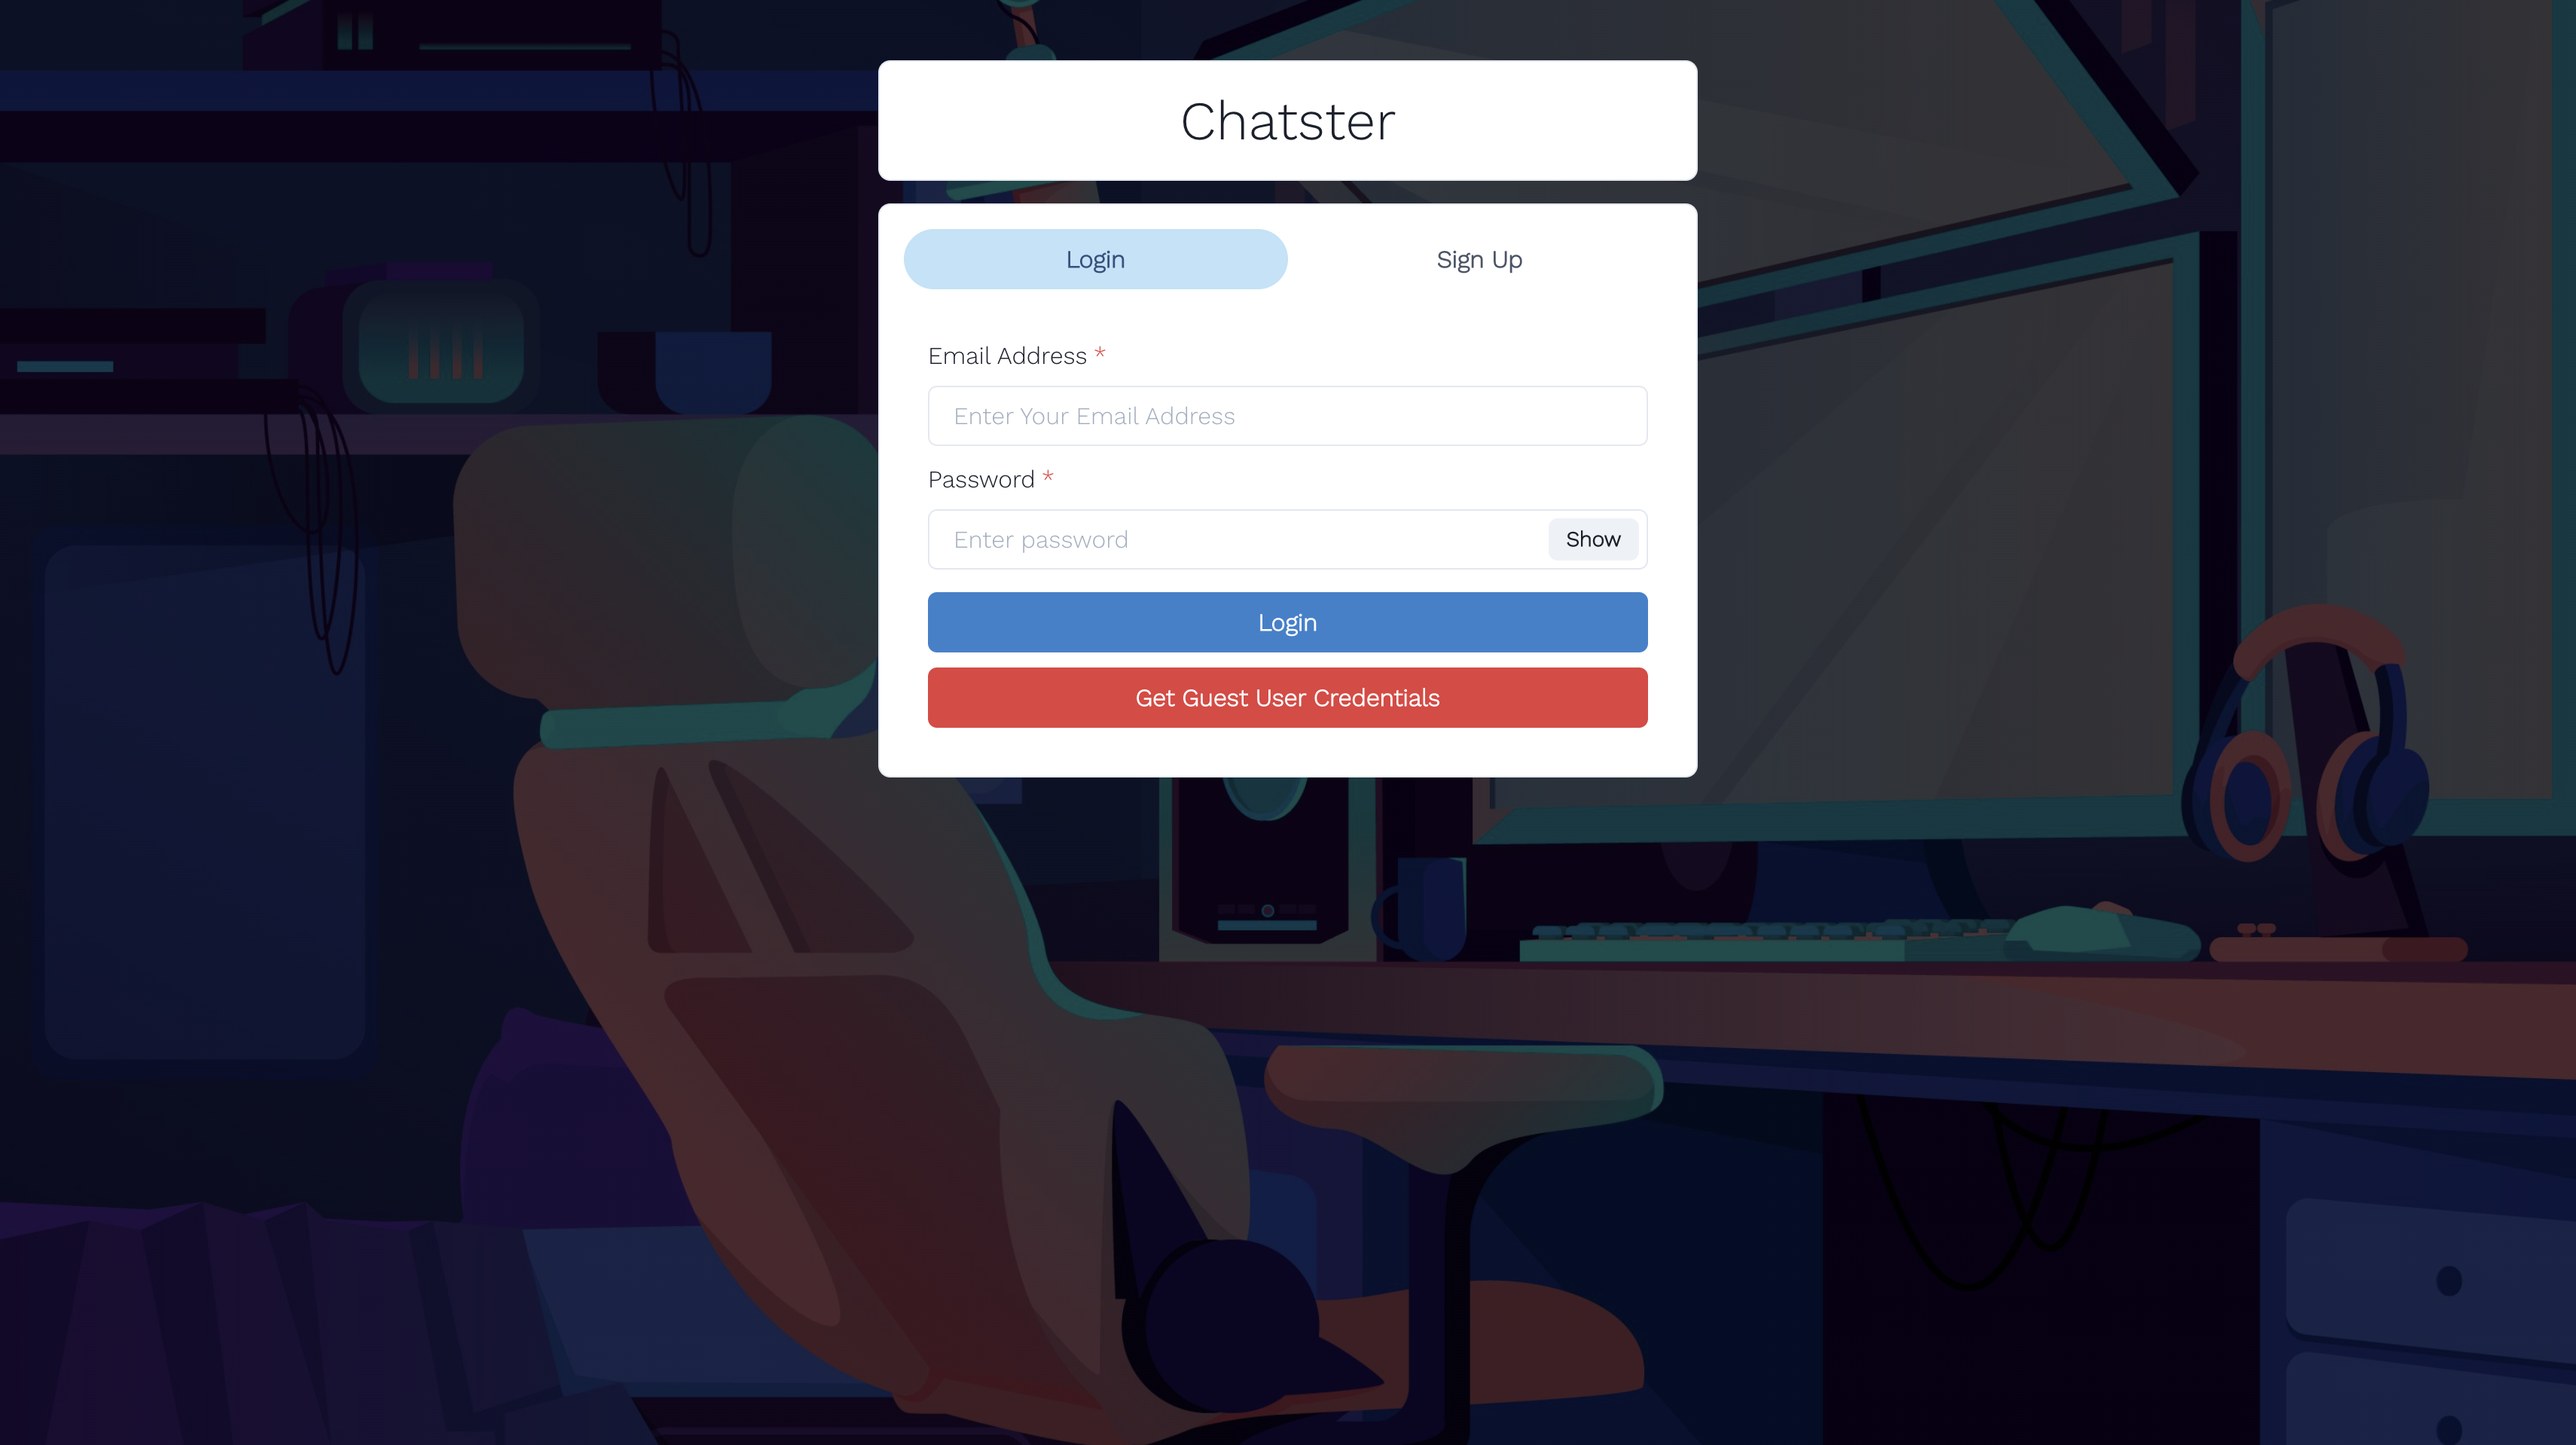 Chatster
Login
Sign Up
Email Address *
Enter Your Email Address
Password *
Enter password
Show
Login
Get Guest User Credentials